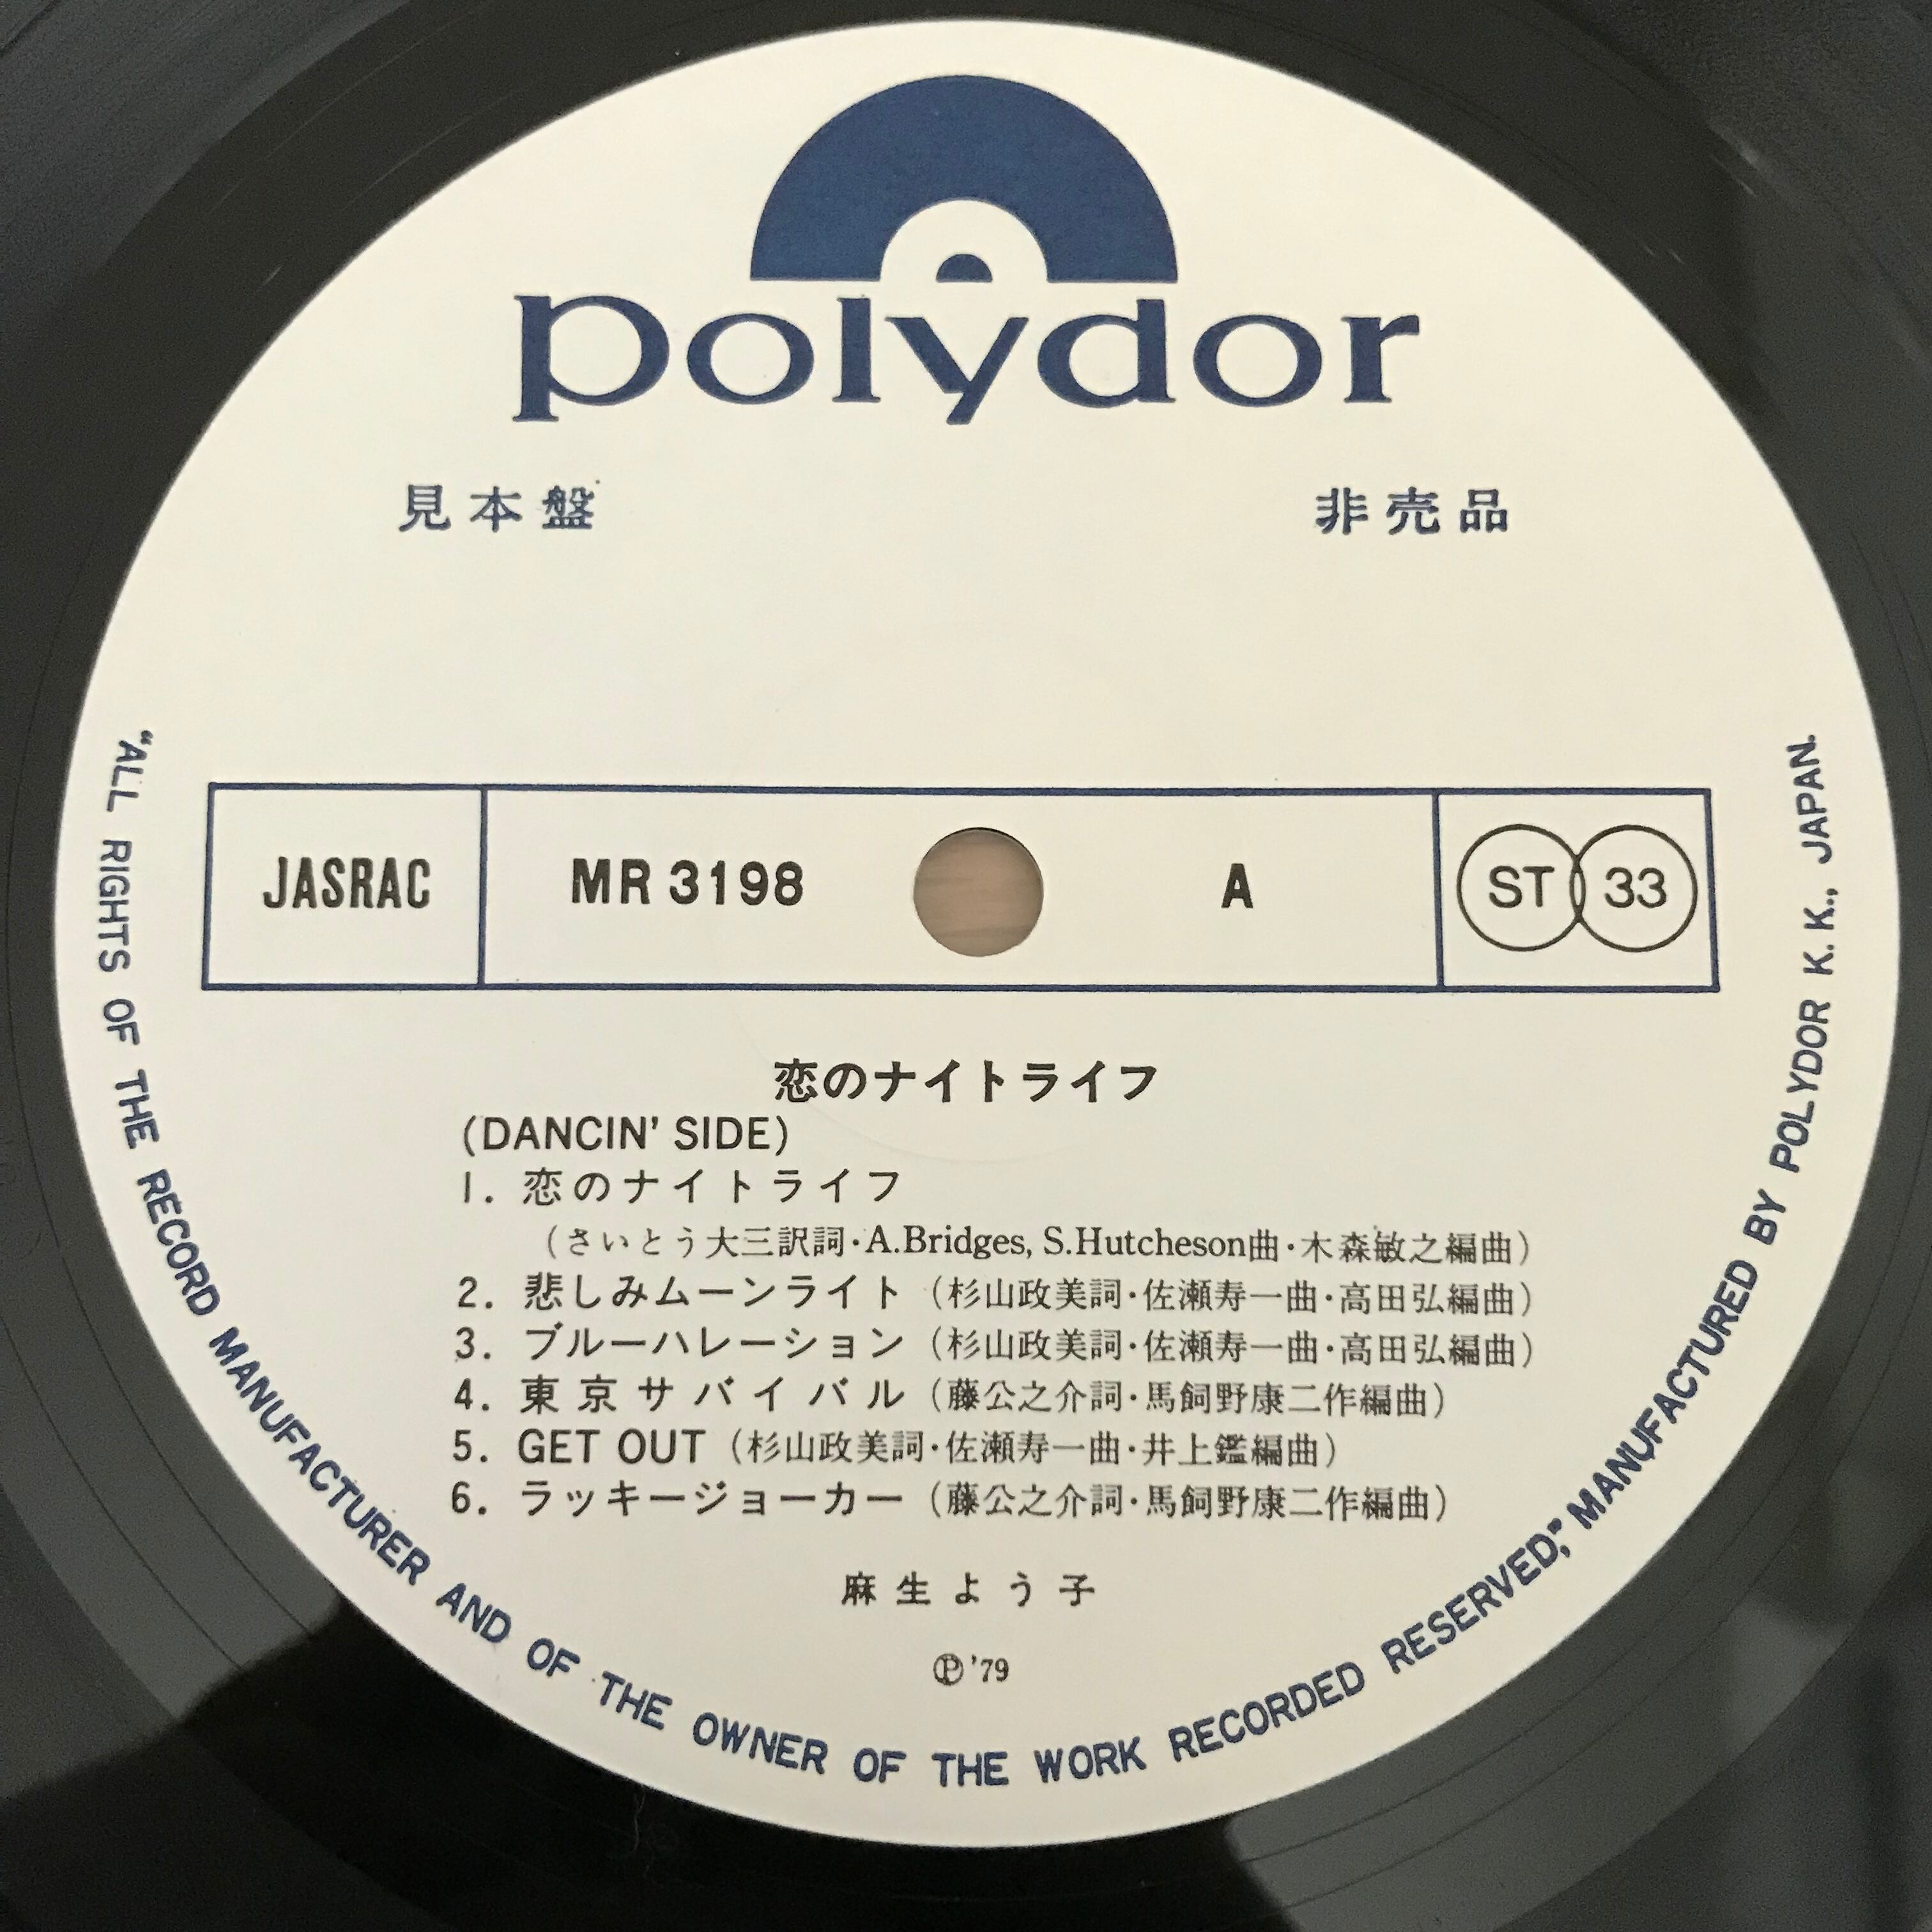 polydor
見本盤 非売品
JASRAC MR 3198 A ST 33
恋のナイトライフ
(DANCIN' SIDE)
1. 恋のナイトライフ
(さいとう大三訳詞・A.Bridges, S.Hutcheson曲・木森敏之編曲)
2. 悲しみムーンライト (杉山政美詞・佐瀬寿一曲・高田弘編曲)
3. ブルーハレーション (杉山政美詞・佐瀬寿一曲・高田弘編曲)
4. 東京サバイバル (藤公之介詞・馬飼野康二作編曲)
5. GET OUT (杉山政美詞・佐瀬寿一曲・井上鑑編曲)
6. ラッキージョーカー (藤公之介詞・馬飼野康二作編曲)
麻生よう子
Ⓟ'79
“ALL RIGHTS OF THE RECORD MANUFACTURER AND OF THE OWNER OF THE WORK RECORDED RESERVED,” MANUFACTURED BY POLYDOR K.K., JAPAN.